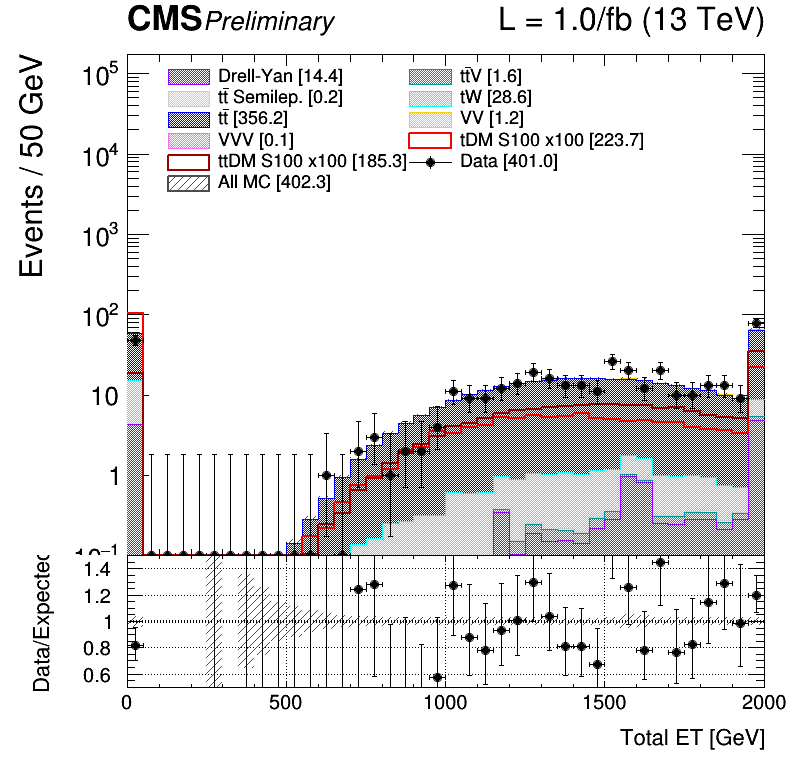 CMS Preliminary L = 1.0/fb (13 TeV)
Drell-Yan [14.4] tt̄V [1.6]
tt̄ Semilep. [0.2] tW [28.6]
tt̄ [356.2] VV [1.2]
VVV [0.1] tDM S100 x100 [223.7]
ttDM S100 x100 [185.3] Data [401.0]
All MC [402.3]
Events / 50 GeV
10⁵
10⁴
10³
10²
10
1
10⁻¹
Data/Expected
1.4
1.2
1
0.8
0.6
0 500 1000 1500 2000
Total ET [GeV]